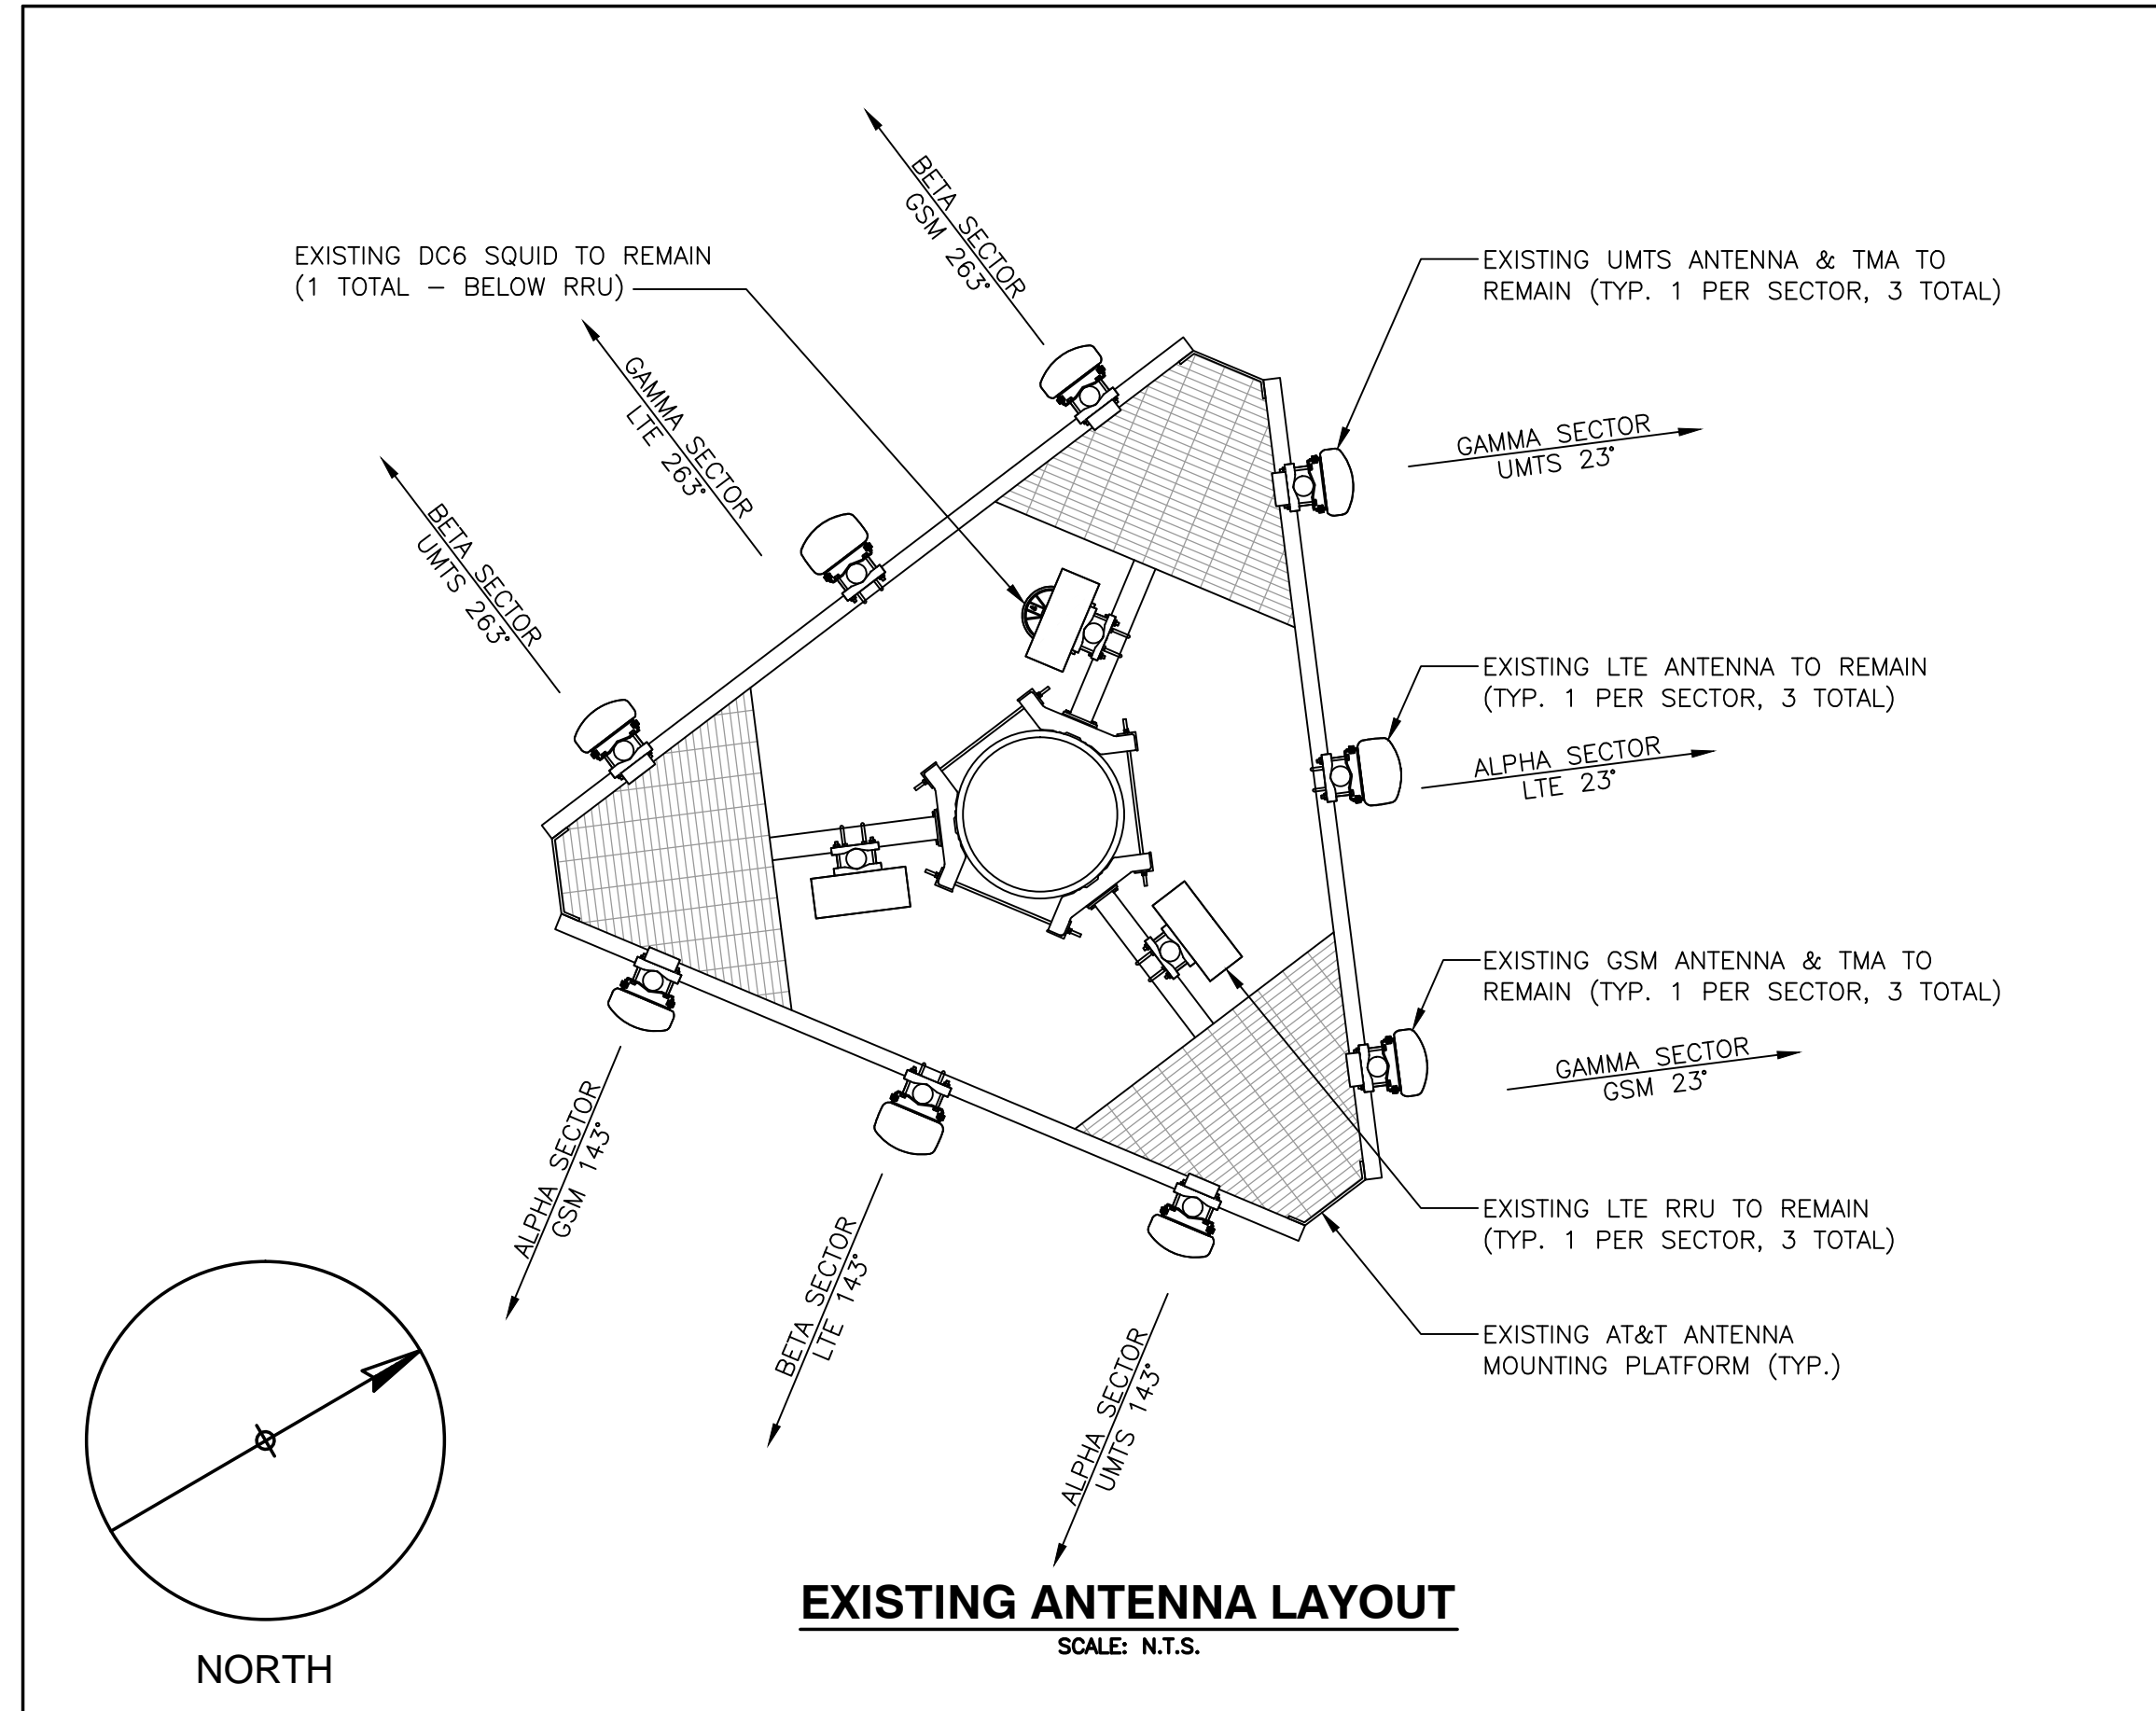 BETA SECTOR
GSM 263°
EXISTING DC6 SQUID TO REMAIN
(1 TOTAL – BELOW RRU)
EXISTING UMTS ANTENNA & TMA TO
REMAIN (TYP. 1 PER SECTOR, 3 TOTAL)
GAMMA SECTOR
LTE 263°
GAMMA SECTOR
UMTS 23°
BETA SECTOR
UMTS 263°
EXISTING LTE ANTENNA TO REMAIN
(TYP. 1 PER SECTOR, 3 TOTAL)
ALPHA SECTOR
LTE 23°
EXISTING GSM ANTENNA & TMA TO
REMAIN (TYP. 1 PER SECTOR, 3 TOTAL)
GAMMA SECTOR
GSM 23°
ALPHA SECTOR
GSM 143°
BETA SECTOR
LTE 143°
ALPHA SECTOR
UMTS 143°
EXISTING LTE RRU TO REMAIN
(TYP. 1 PER SECTOR, 3 TOTAL)
EXISTING AT&T ANTENNA
MOUNTING PLATFORM (TYP.)
EXISTING ANTENNA LAYOUT
SCALE: N.T.S.
NORTH